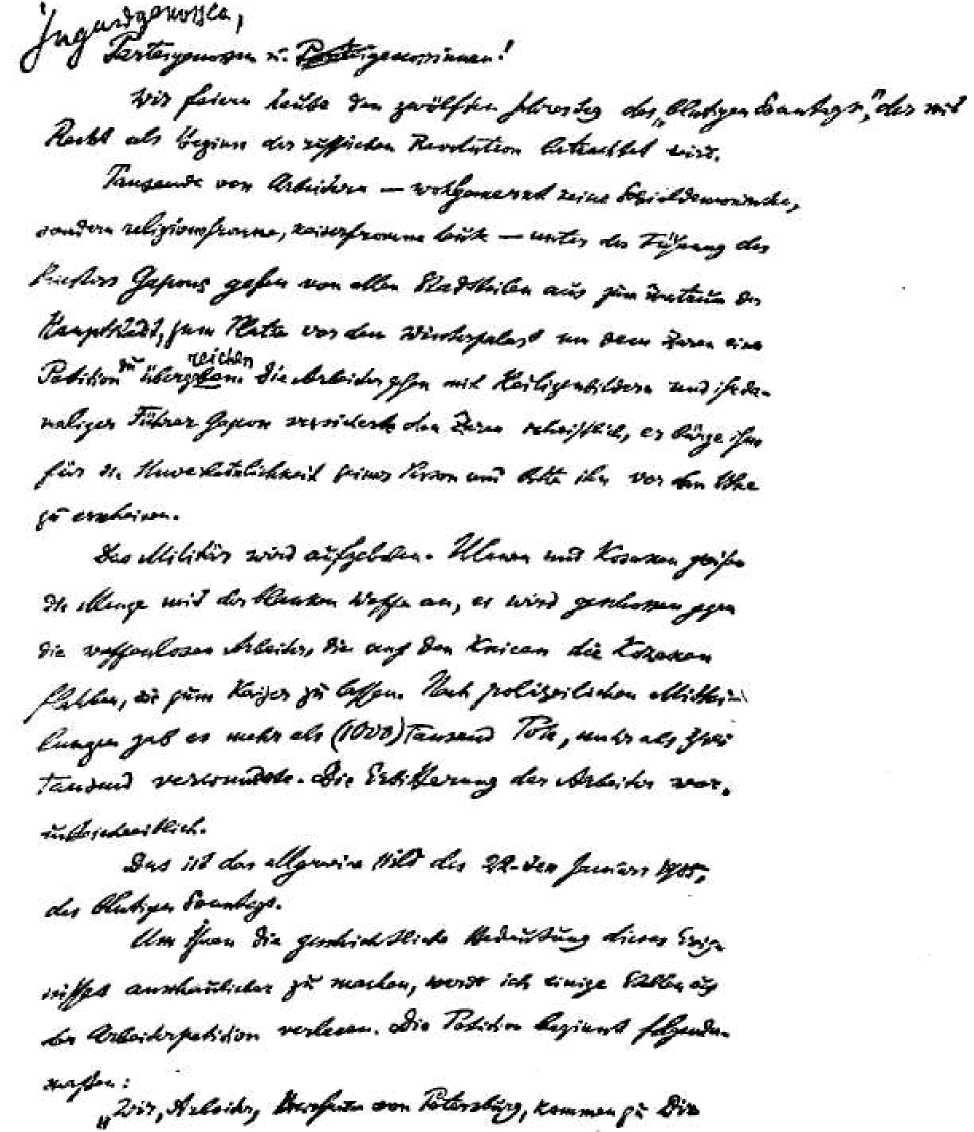 Jugendgenossen,
Parteigenossen u. Parteigenossinnen!
Wir feiern heute den zwölften Jahrestag des „Blutigen Sonntags“, der mit
Recht als Beginn der russischen Revolution betrachtet wird.
Tausende von Arbeitern — wohlgemerkt keine Sozialdemokraten,
sondern religionsfromme, kaiserfromme Leute — unter der Führung des
Priesters Gapons gehen von allen Stadtteilen aus zum Zentrum der
Hauptstadt, zum Platze vor dem Winterpalast um dem Zaren eine
Petition zu überreichen. Die Arbeiter gehen mit Heiligenbildern und ihr da-
maliger Führer Gapon versicherte den Zaren schriftlich, er bürge ihm
für die Unverletzlichkeit seiner Person und bitte ihn vor dem Volke
zu erscheinen.
Das Militär wird aufgeboten. Ulanen und Kosaken greifen
die Menge mit der blanken Waffe an, es wird geschossen gegen
die waffenlosen Arbeiter, die auf den Knieen die Kozaken
flehten, sie zum Kaiser zu lassen. Nach polizeilichen Mittei-
lungen gab es mehr als (1000) Tausend Tote, mehr als zwei
Tausend verwundete. Die Erbitterung der Arbeiter war
unbeschreiblich.
Das ist das allgemeine Bild des 22-ten Januars 1905,
des blutigen Sonntags.
Um Ihnen die geschichtliche Bedeutung dieses Ereig-
nisses anschaulicher zu machen, werde ich einige Stellen aus
der Arbeiterpetition verlesen. Die Petition beginnt folgender-
massen:
„Wir, Arbeiter, Bewohner von Petersburg, kommen zu Dir